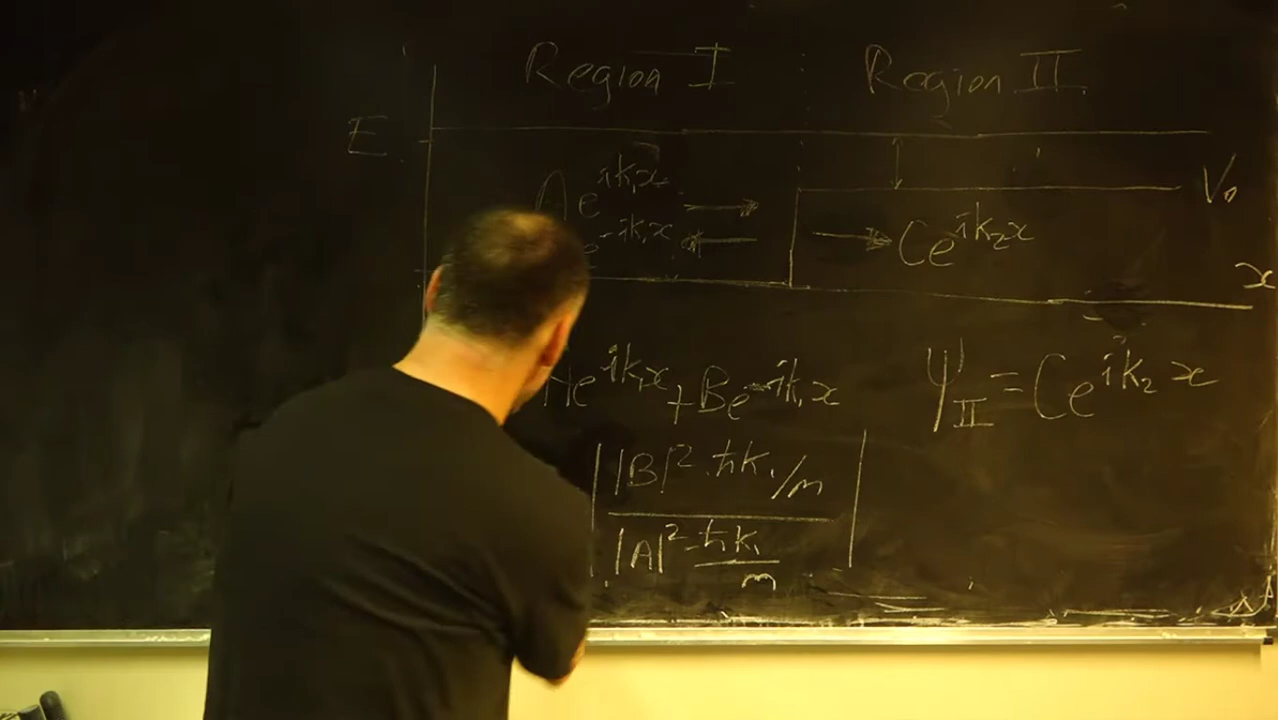 Region I Region II
E
Ae^{ik₁x} → V₀
e^{-ik₁x} ← → Ce^{ik₂x}
x
Ae^{ik₁x} + Be^{-ik₁x} ψ_II = Ce^{ik₂x}
|B|² · ħk₁/m
|A|² · ħk₁/m